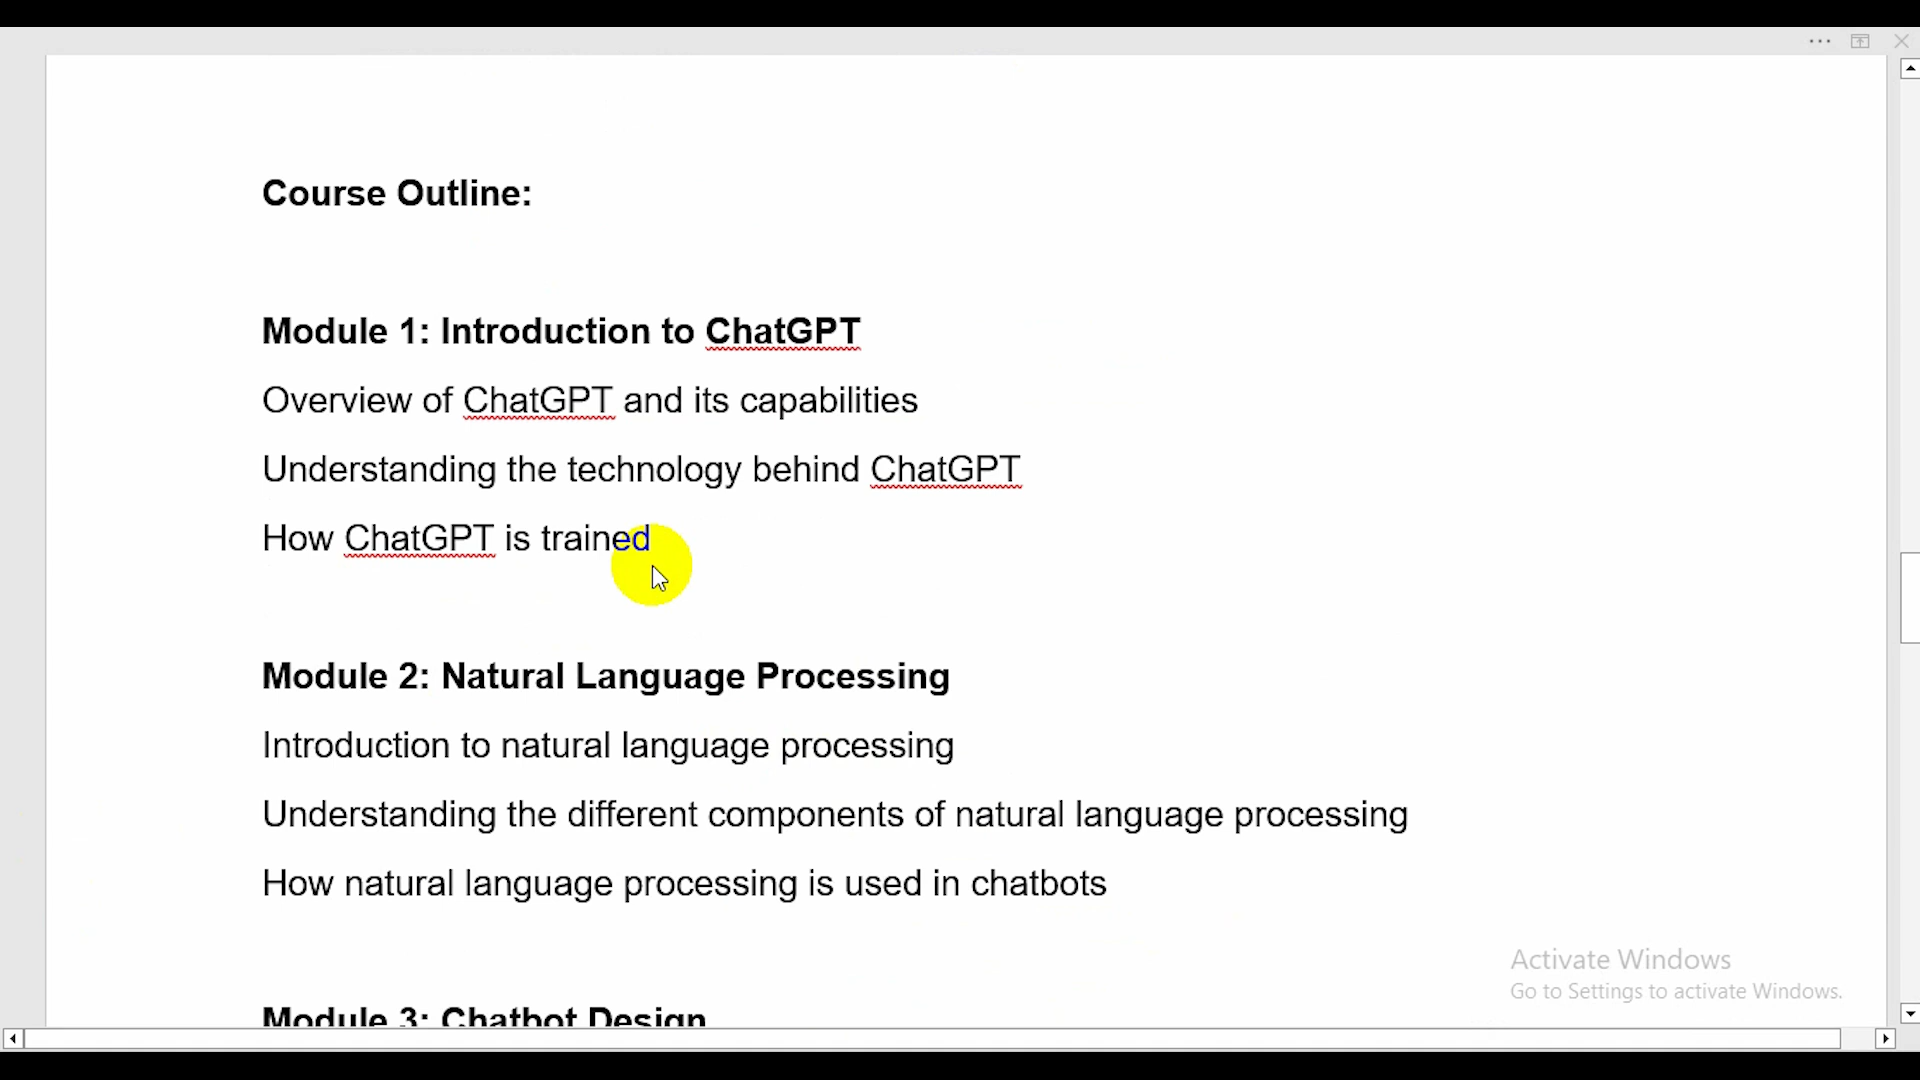 Course Outline:
Module 1: Introduction to ChatGPT
Overview of ChatGPT and its capabilities
Understanding the technology behind ChatGPT
How ChatGPT is trained
Module 2: Natural Language Processing
Introduction to natural language processing
Understanding the different components of natural language processing
How natural language processing is used in chatbots
Activate Windows
Go to Settings to activate Windows.
Module 3: Chatbot Design